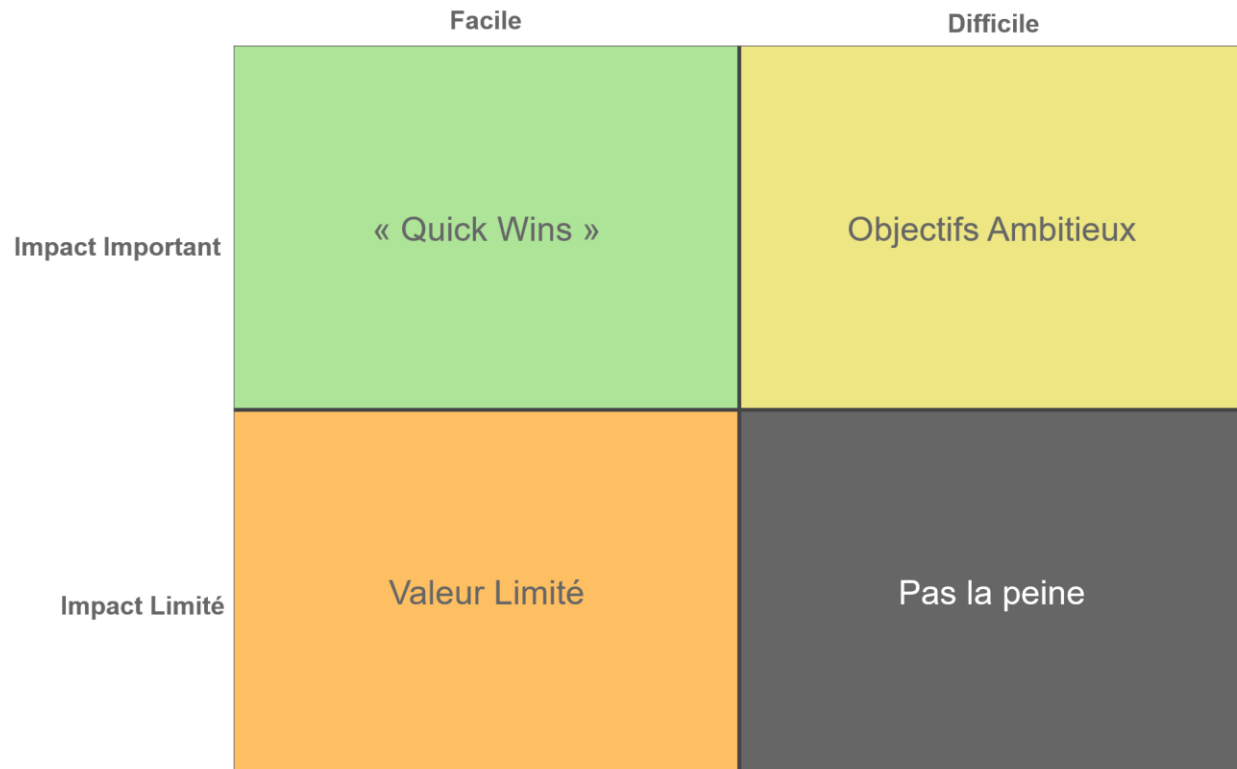 Facile
Difficile
Impact Important
« Quick Wins »
Objectifs Ambitieux
Impact Limité
Valeur Limité
Pas la peine